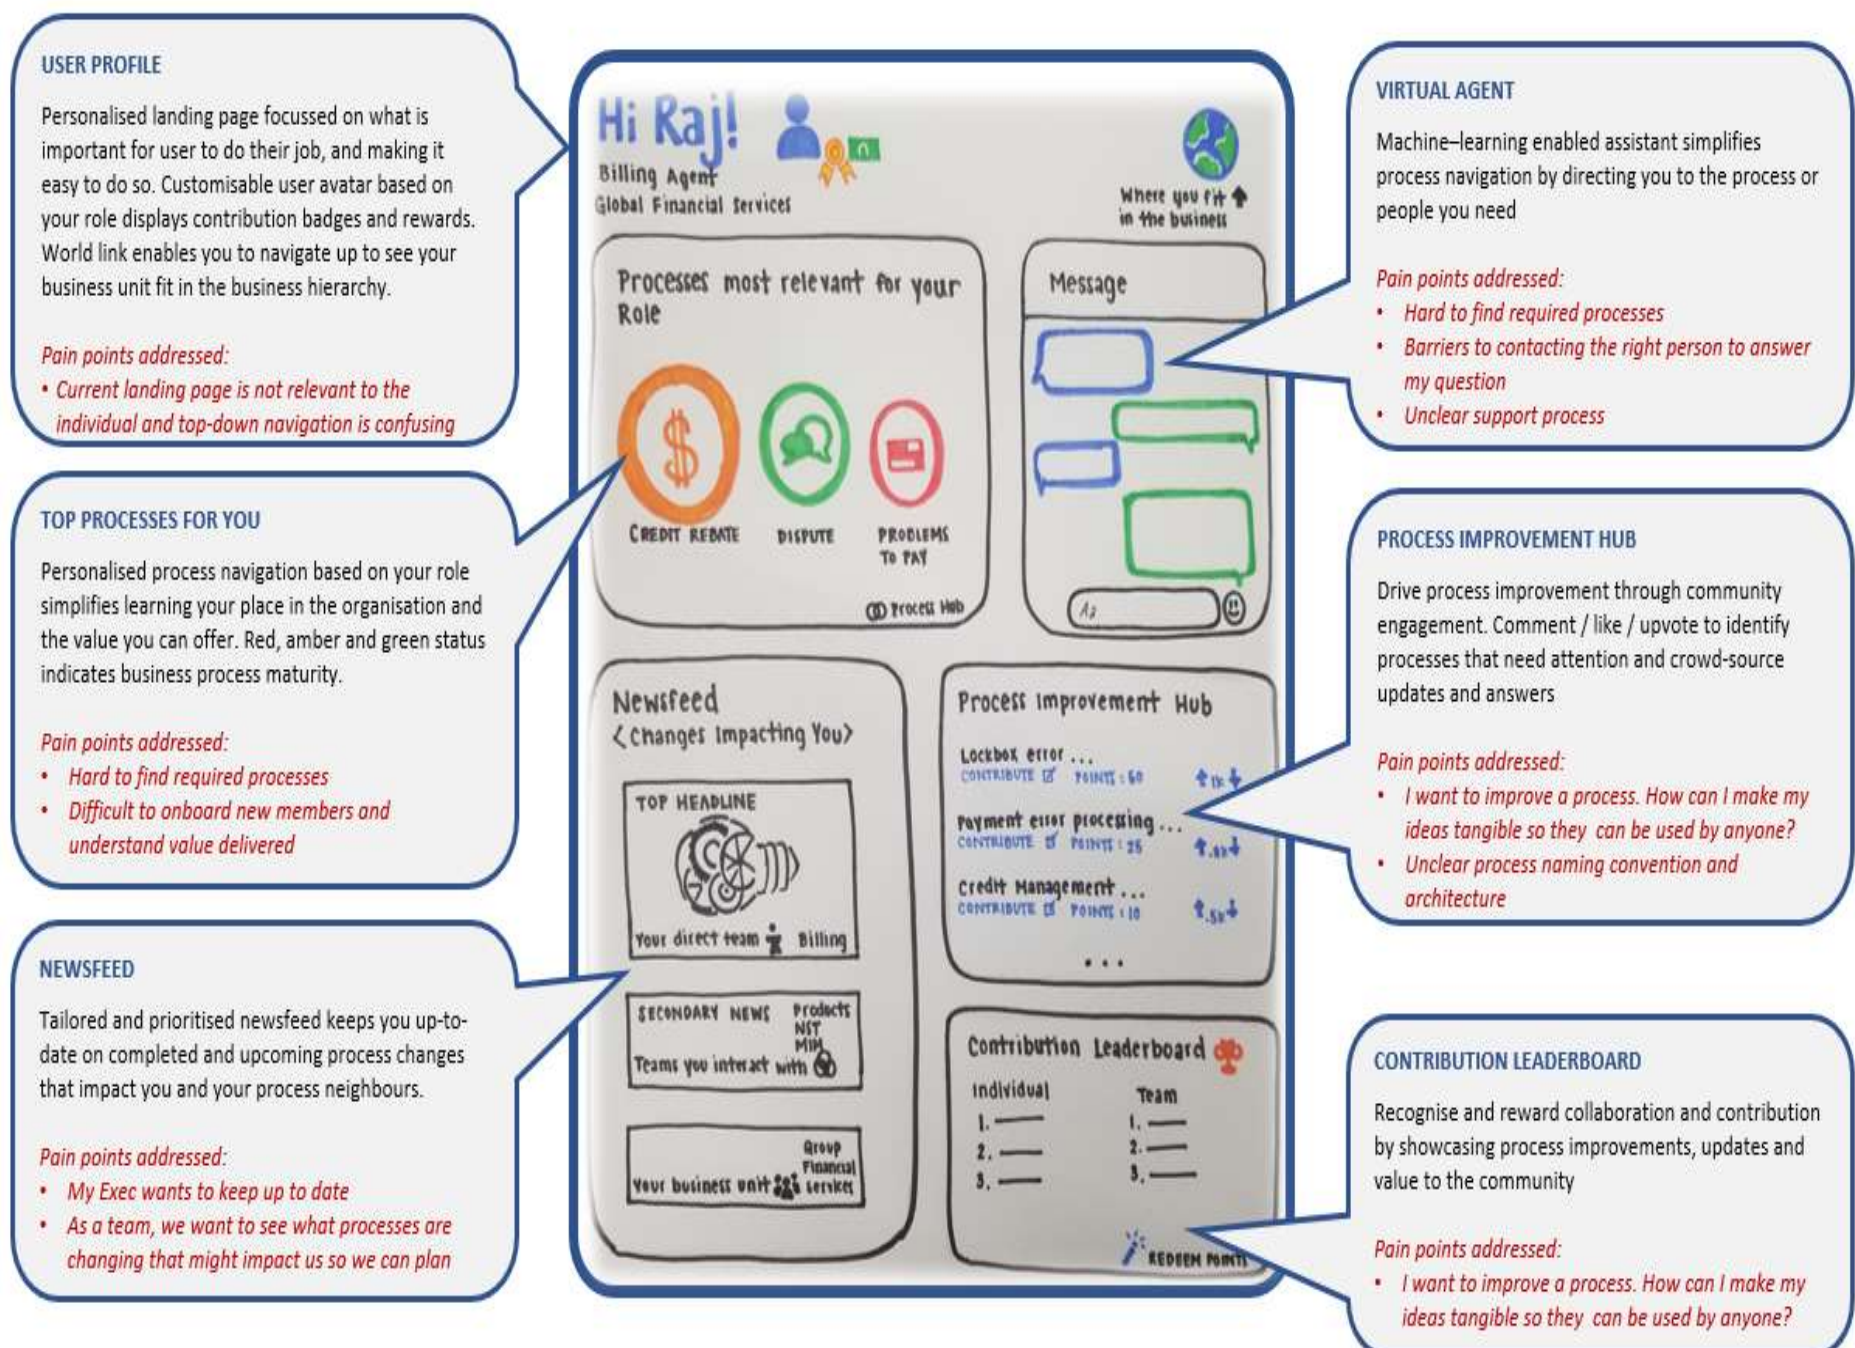 USER PROFILE
Personalised landing page focussed on what is
important for user to do their job, and making it
easy to do so. Customisable user avatar based on
your role displays contribution badges and rewards.
World link enables you to navigate up to see your
business unit fit in the business hierarchy.
Pain points addressed:
• Current landing page is not relevant to the
individual and top-down navigation is confusing
TOP PROCESSES FOR YOU
Personalised process navigation based on your role
simplifies learning your place in the organisation and
the value you can offer. Red, amber and green status
indicates business process maturity.
Pain points addressed:
• Hard to find required processes
• Difficult to onboard new members and
understand value delivered
NEWSFEED
Tailored and prioritised newsfeed keeps you up-to-
date on completed and upcoming process changes
that impact you and your process neighbours.
Pain points addressed:
• My Exec wants to keep up to date
• As a team, we want to see what processes are
changing that might impact us so we can plan
Hi Raj!
Billing Agent
Global Financial Services
Where you fit
in the business
Processes most relevant for your
Role
$
CREDIT REBATE
DISPUTE
PROBLEMS
TO PAY
Process Hub
Message
Aa
Newsfeed
<Changes Impacting You>
TOP HEADLINE
Your direct team Billing
SECONDARY NEWS Products
NST
MIM
Teams you interact with
Group
Financial
Your business unit Services
Process Improvement Hub
Lockbox error ...
CONTRIBUTE POINTS : 50
1K
Payment error processing ...
CONTRIBUTE POINTS : 25
.8K
Credit Management ...
CONTRIBUTE POINTS : 10
.5K
...
Contribution Leaderboard
Individual
1.
2.
3.
Team
1.
2.
3.
REDEEM POINTS
VIRTUAL AGENT
Machine–learning enabled assistant simplifies
process navigation by directing you to the process or
people you need
Pain points addressed:
• Hard to find required processes
• Barriers to contacting the right person to answer
my question
• Unclear support process
PROCESS IMPROVEMENT HUB
Drive process improvement through community
engagement. Comment / like / upvote to identify
processes that need attention and crowd-source
updates and answers
Pain points addressed:
• I want to improve a process. How can I make my
ideas tangible so they can be used by anyone?
• Unclear process naming convention and
architecture
CONTRIBUTION LEADERBOARD
Recognise and reward collaboration and contribution
by showcasing process improvements, updates and
value to the community
Pain points addressed:
• I want to improve a process. How can I make my
ideas tangible so they can be used by anyone?